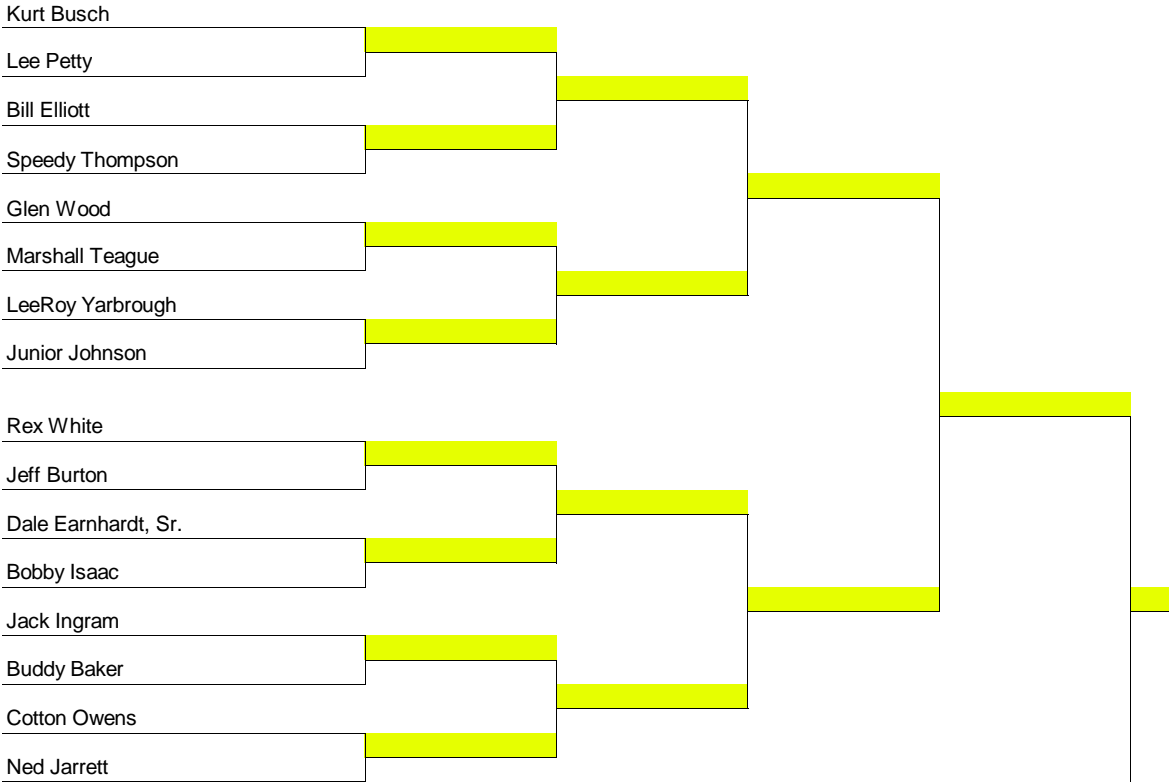 Kurt Busch
Lee Petty
Bill Elliott
Speedy Thompson
Glen Wood
Marshall Teague
LeeRoy Yarbrough
Junior Johnson
Rex White
Jeff Burton
Dale Earnhardt, Sr.
Bobby Isaac
Jack Ingram
Buddy Baker
Cotton Owens
Ned Jarrett